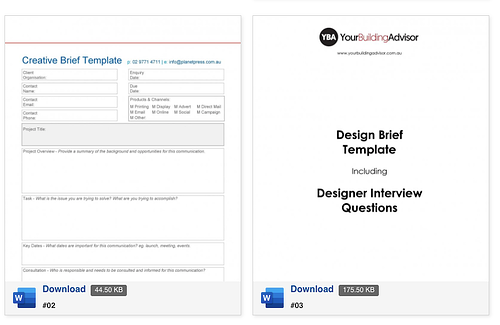 Creative Brief Template p: 02 9771 4711 | e: info@planetpress.com.au
Client
Organisation:
Enquiry
Date:
Contact
Name:
Due
Date:
Contact
Email:
Products & Channels:
M Printing M Display M Advert M Direct Mail
M Email M Online M Social M Campaign
M Other
Contact
Phone:
Project Title
Project Overview - Provide a summary of the background and opportunities for this communication.
Task - What is the issue you are trying to solve? What are you trying to accomplish?
Key Dates - What dates are important for this communication? eg. launch, meeting, events.
Consultation - Who is responsible and needs to be consulted and informed for this communication?
Download 44.50 KB
#02
YBA YourBuildingAdvisor
www.yourbuildingadvisor.com.au
Design Brief
Template
Including
Designer Interview
Questions
Download 175.50 KB
#03